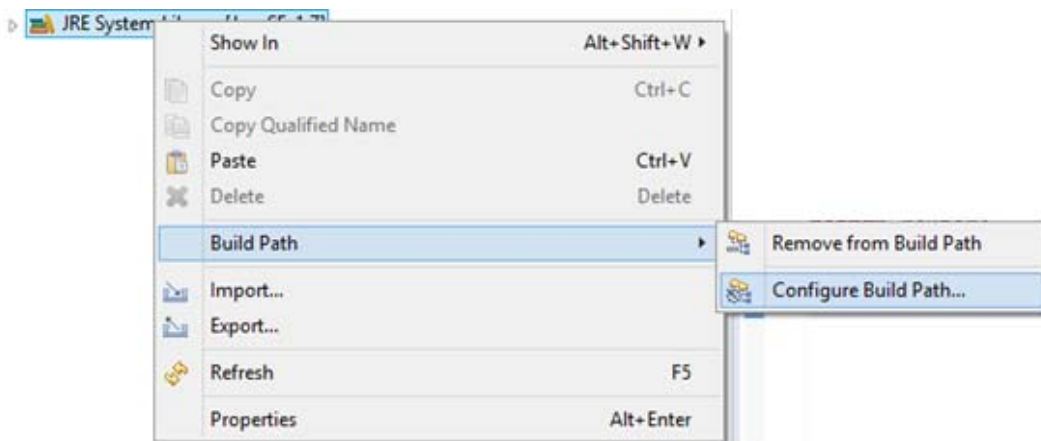 JRE System
Show In Alt+Shift+W
Copy Ctrl+C
Copy Qualified Name
Paste Ctrl+V
Delete Delete
Build Path
Remove from Build Path
Import...
Configure Build Path...
Export...
Refresh F5
Properties Alt+Enter